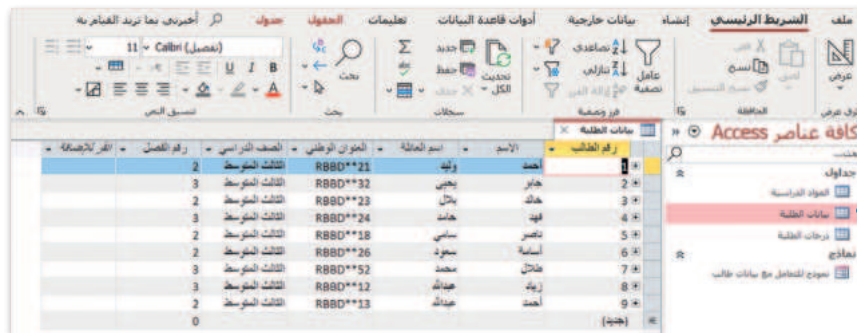 ملف الشريط الرئيسي إنشاء بيانات خارجية أدوات قاعدة البيانات تعليمات الحقول جدول أخبرني بما تريد القيام به
عرض
لصق
قص
نسخ
نسخ التنسيق
الحافظة
عامل تصفية
تصاعدي
تنازلي
فرز وتصفية
تحديث الكل
جديد
حفظ
حذف
سجلات
بحث
بحث
Calibri (تفصيل) 11
B I U
تنسيق النص
كافة عناصر Access
جداول
المواد الدراسية
بيانات الطلبة
درجات الطلبة
نماذج
نموذج للتعامل مع بيانات طالب
بيانات الطلبة
رقم الطالب الاسم اسم العائلة العنوان الوطني الصف الدراسي رقم الفصل انقر للإضافة
1 أحمد وليد RBBD**21 الثالث المتوسط 2
2 جابر يحيى RBBD**32 الثالث المتوسط 3
3 خالد بلال RBBD**23 الثالث المتوسط 2
4 فهد حامد RBBD**24 الثالث المتوسط 3
5 ناصر سامي RBBD**18 الثالث المتوسط 2
6 أسامة سعود RBBD**26 الثالث المتوسط 2
7 طلال محمد RBBD**52 الثالث المتوسط 3
8 زياد عبدالله RBBD**12 الثالث المتوسط 3
9 أحمد عبدالله RBBD**13 الثالث المتوسط 2
(جديد) 0